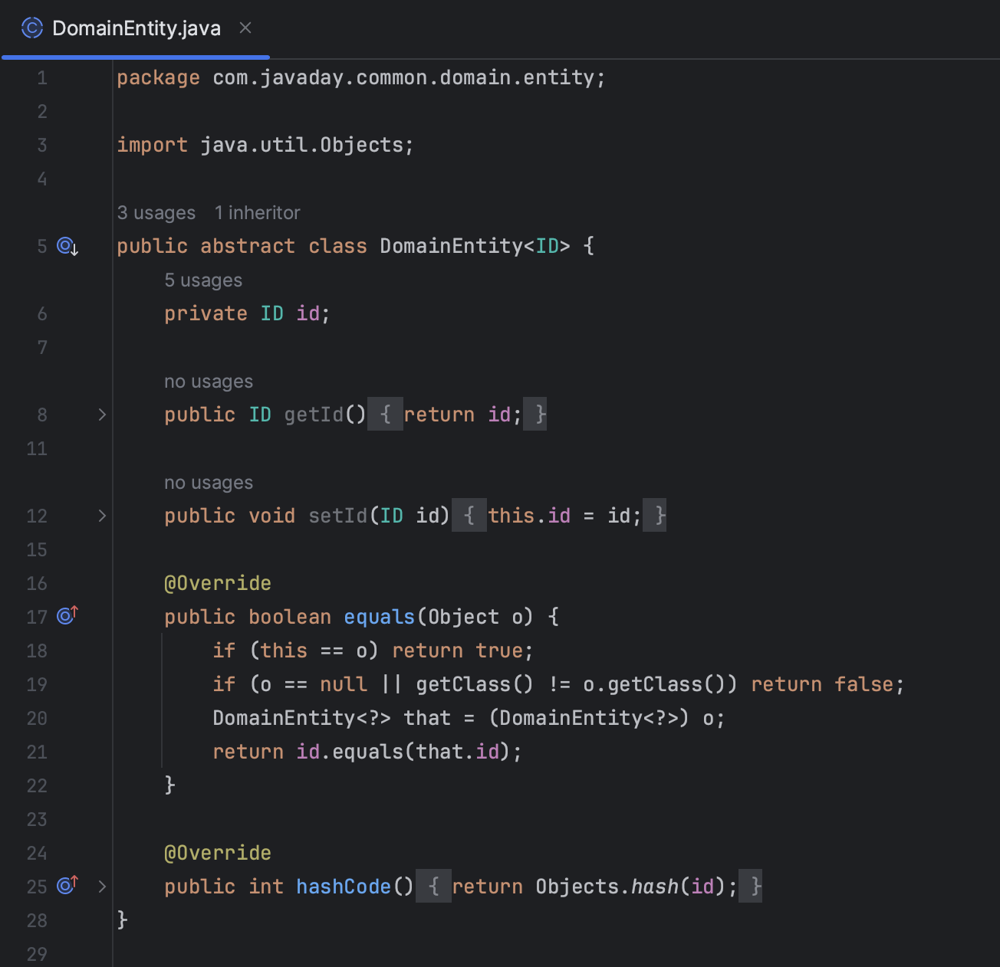 DomainEntity.java
1 package com.javaday.common.domain.entity;
2
3 import java.util.Objects;
4
3 usages 1 inheritor
5 public abstract class DomainEntity<ID> {
5 usages
6 private ID id;
7
no usages
8 public ID getId() { return id; }
11
no usages
12 public void setId(ID id) { this.id = id; }
15
16 @Override
17 public boolean equals(Object o) {
18 if (this == o) return true;
19 if (o == null || getClass() != o.getClass()) return false;
20 DomainEntity<?> that = (DomainEntity<?>) o;
21 return id.equals(that.id);
22 }
23
24 @Override
25 public int hashCode() { return Objects.hash(id); }
28 }
29